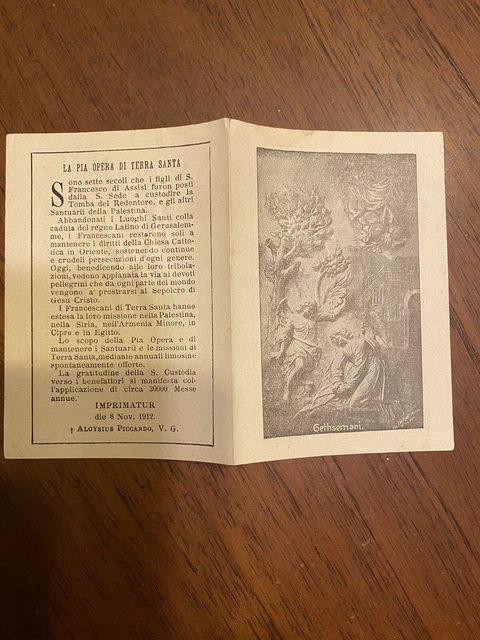 LA PIA OPERA DI TERRA SANTA
Sono sette secoli che i figli di S.
Francesco di Assisi furon posti
dalla S. Sede a custodire la
Tomba del Redentore, e gli altri
Santuarii della Palestina.
Abbandonati i Luoghi Santi colla
caduta del regno Latino di Gerusalem-
me, i Francescani restarono soli a
mantenere i diritti della Chiesa Catto-
lica in Oriente, sostenendo continue
e crudeli persecuzioni d'ogni genere.
Oggi, benedicendo alle loro tribola-
zioni, vedono appianata la via ai devoti
pellegrini che da ogni parte del mondo
vengono a prostrarsi al Sepolcro di
Gesù Cristo.
I Francescani di Terra Santa hanno
estesa la loro missione nella Palestina,
nella Siria, nell'Armenia Minore, in
Cipro e in Egitto.
Lo scopo della Pia Opera è di
mantenere i Santuarii e le missioni di
Terra Santa, mediante annuali limosine
spontaneamente offerte.
La gratitudine della S. Custodia
verso i benefattori si manifesta col-
l'applicazione di circa 30000 Messe
annue.
IMPRIMATUR
die 8 Nov. 1912.
† ALOYSIUS PICCARDO, V. G.
Gethsemani.